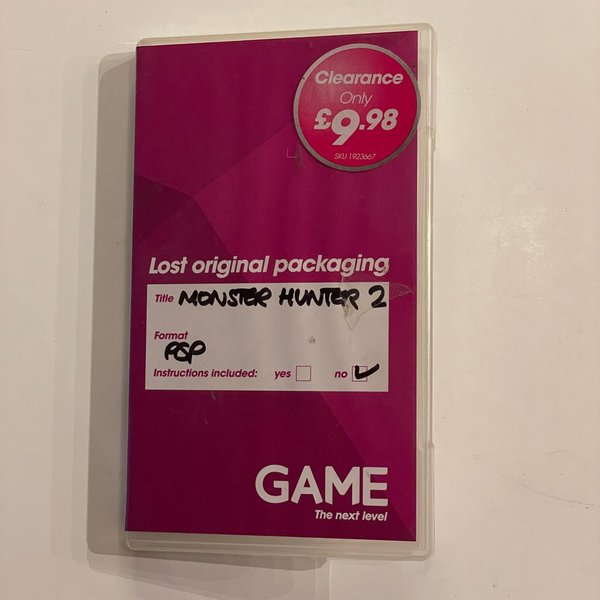 Clearance
Only
£9.98
SKU 1923667
Lost original packaging
Title MONSTER HUNTER 2
Format
PSP
Instructions included: yes no ✓
GAME
The next level